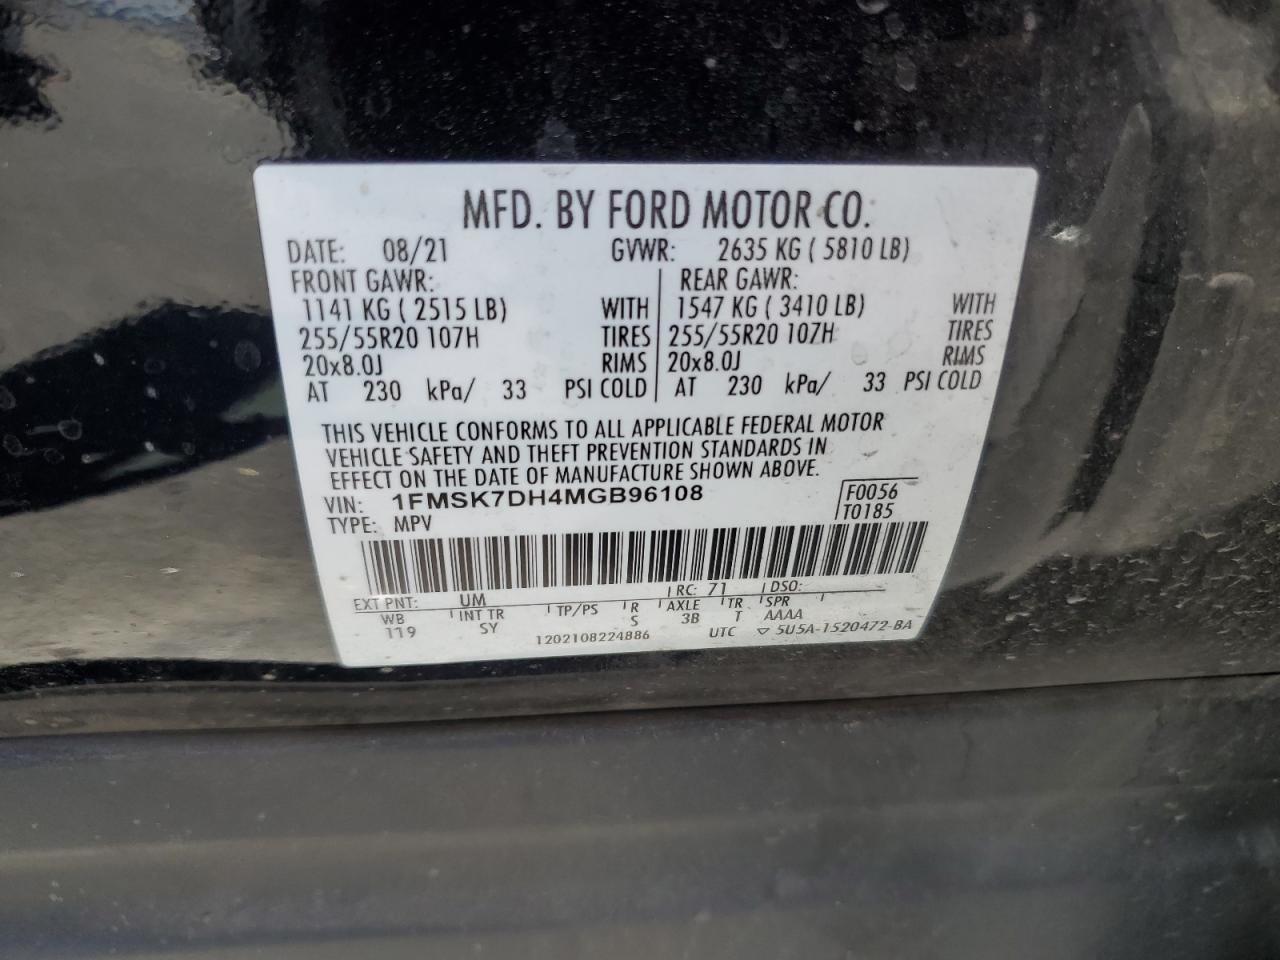 MFD. BY FORD MOTOR CO.
DATE: 08/21 GVWR: 2635 KG ( 5810 LB)
FRONT GAWR: REAR GAWR:
1141 KG ( 2515 LB) WITH 1547 KG ( 3410 LB) WITH
255/55R20 107H TIRES 255/55R20 107H TIRES
20x8.0J RIMS 20x8.0J RIMS
AT 230 kPa/ 33 PSI COLD AT 230 kPa/ 33 PSI COLD
THIS VEHICLE CONFORMS TO ALL APPLICABLE FEDERAL MOTOR
VEHICLE SAFETY AND THEFT PREVENTION STANDARDS IN
EFFECT ON THE DATE OF MANUFACTURE SHOWN ABOVE.
VIN: 1FMSK7DH4MGB96108 F0056
TYPE: MPV T0185
EXT PNT: UM RC: 71 DSO:
WB INT TR TP/PS R AXLE TR SPR
119 SY S 3B T AAAA
1202108224886 UTC ▽ 5U5A-1520472-BA